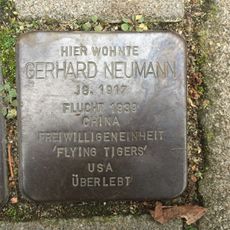 HIER WOHNTE
GERHARD NEUMANN
JG. 1917
FLUCHT 1939
CHINA
FREIWILLIGENEINHEIT
'FLYING TIGERS'
USA
ÜBERLEBT